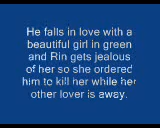 He falls in love with a
beautiful girl in green
and Rin gets jealous
of her so she ordered
him to kill her while her
other lover is away.